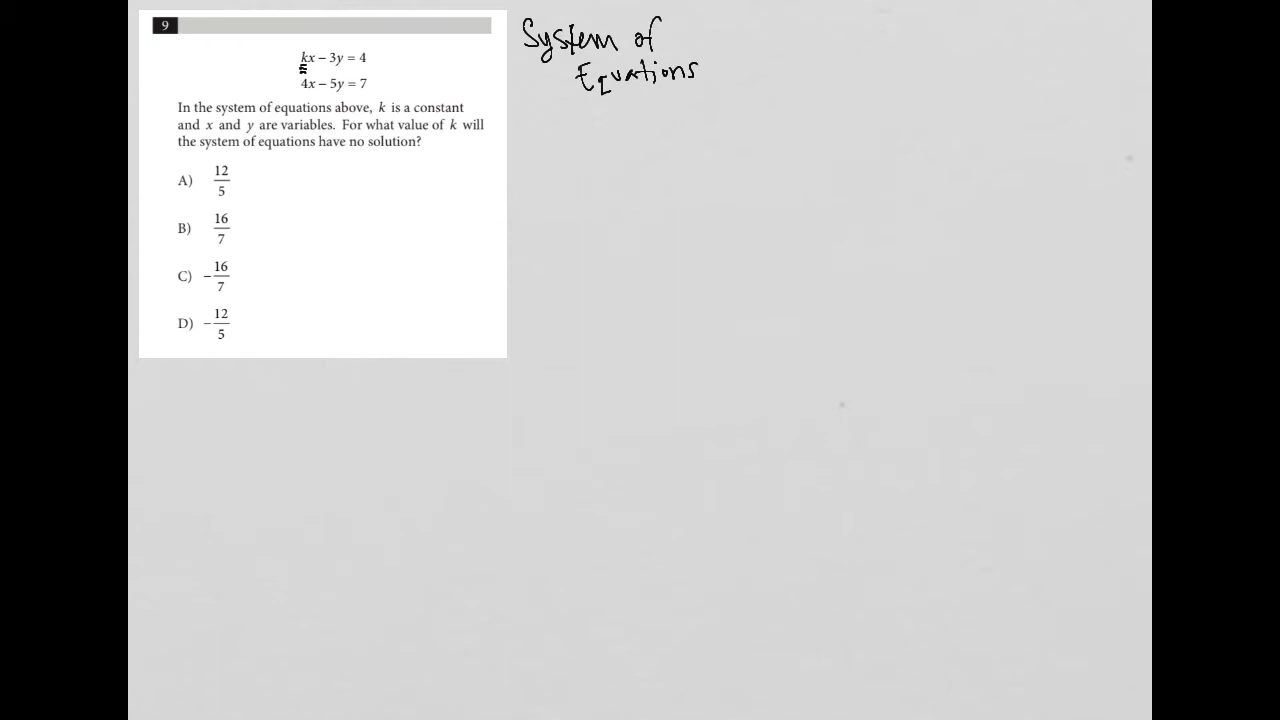 9
System of
Equations
kx − 3y = 4
4x − 5y = 7
In the system of equations above, k is a constant
and x and y are variables. For what value of k will
the system of equations have no solution?
A) 12/5
B) 16/7
C) −16/7
D) −12/5